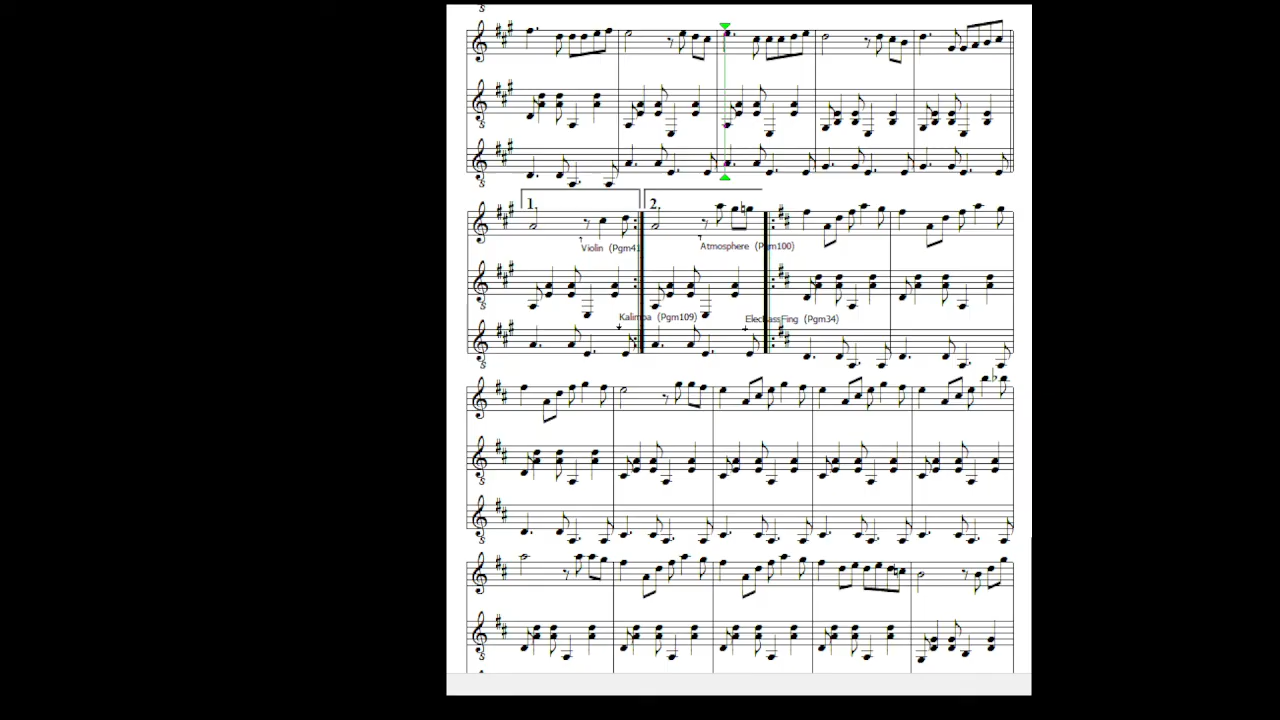 1.
2.
Violin (Pgm41
Atmosphere (Pgm100)
Kalimba (Pgm109)
ElecBassFing (Pgm34)